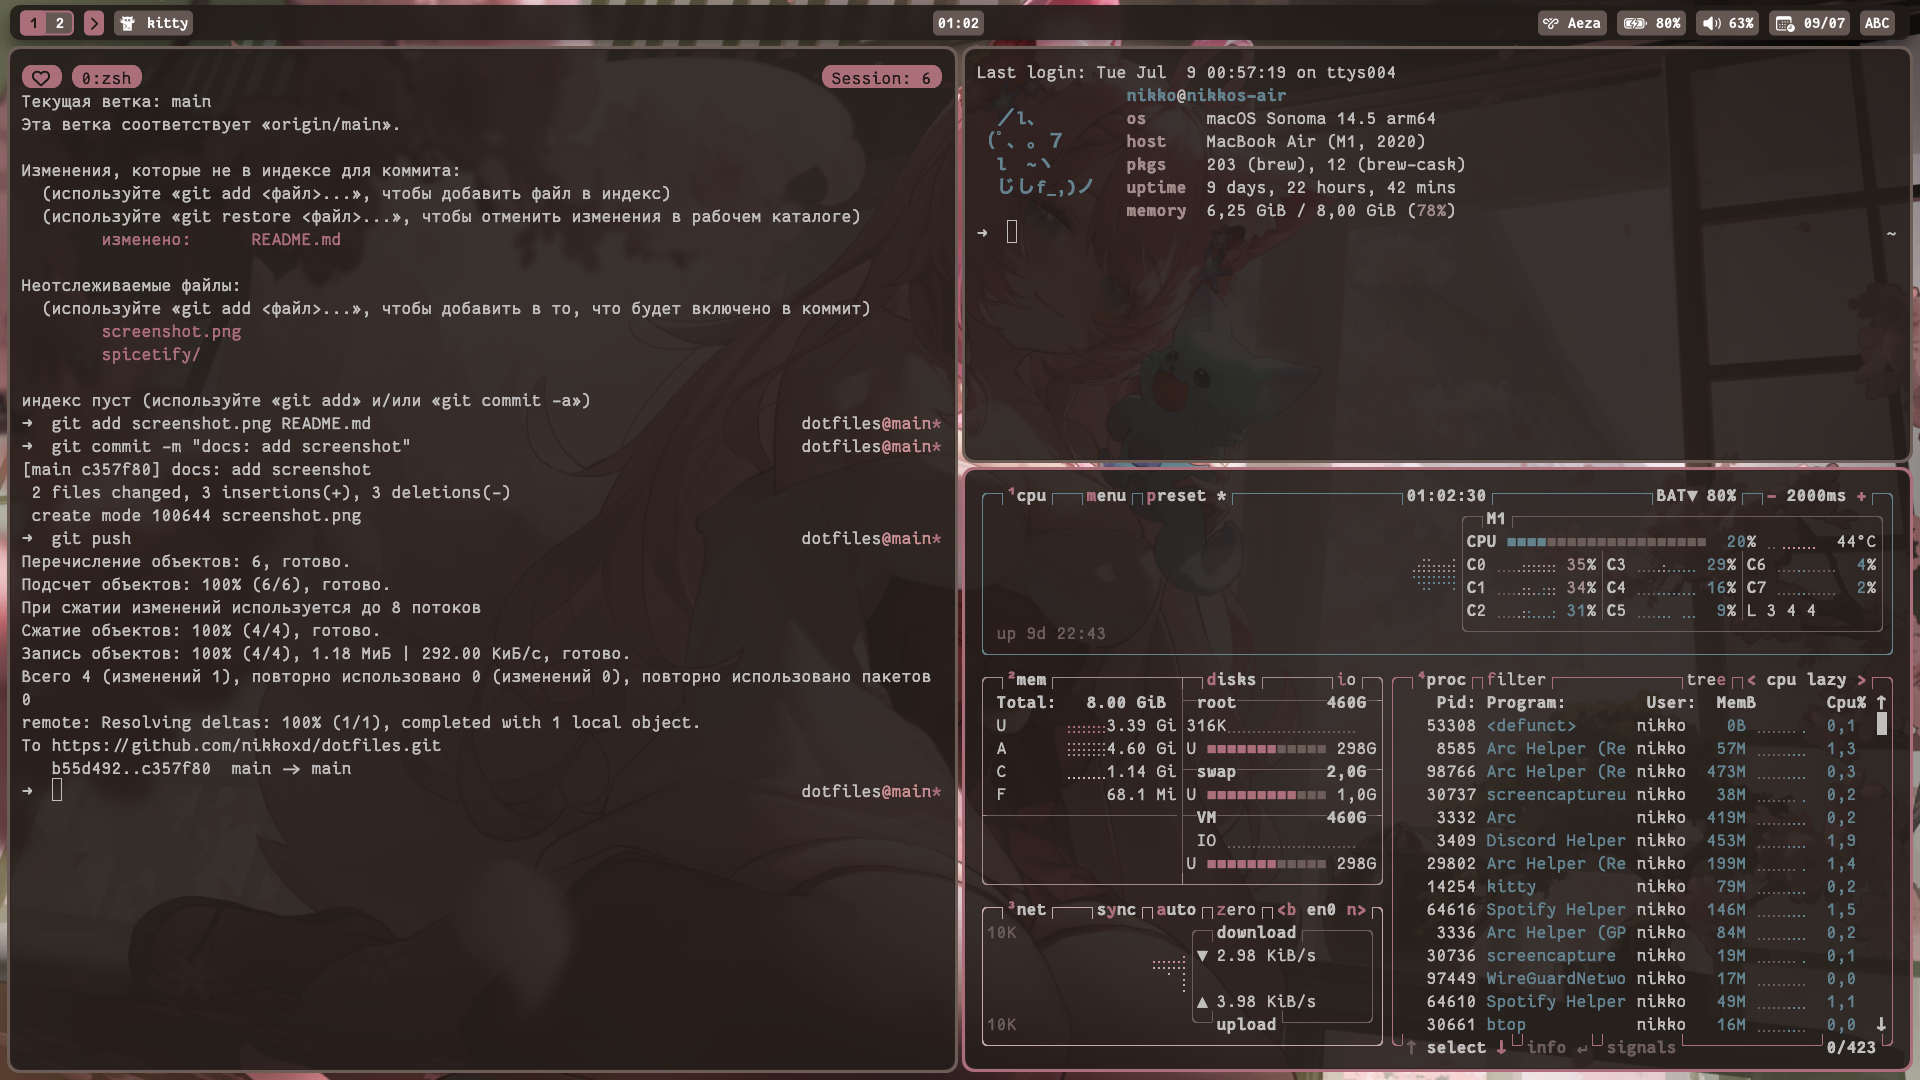 1 2 > kitty
01:02
Aeza 80% 63% 09/07 ABC
0:zsh
Session: 6
Текущая ветка: main
Эта ветка соответствует «origin/main».
Изменения, которые не в индексе для коммита:
(используйте «git add <файл>...», чтобы добавить файл в индекс)
(используйте «git restore <файл>...», чтобы отменить изменения в рабочем каталоге)
изменено: README.md
Неотслеживаемые файлы:
(используйте «git add <файл>...», чтобы добавить в то, что будет включено в коммит)
screenshot.png
spicetify/
индекс пуст (используйте «git add» и/или «git commit -a»)
➜ git add screenshot.png README.md dotfiles@main*
➜ git commit -m "docs: add screenshot" dotfiles@main*
[main c357f80] docs: add screenshot
2 files changed, 3 insertions(+), 3 deletions(-)
create mode 100644 screenshot.png
➜ git push dotfiles@main*
Перечисление объектов: 6, готово.
Подсчет объектов: 100% (6/6), готово.
При сжатии изменений используется до 8 потоков
Сжатие объектов: 100% (4/4), готово.
Запись объектов: 100% (4/4), 1.18 МиБ | 292.00 КиБ/с, готово.
Всего 4 (изменений 1), повторно использовано 0 (изменений 0), повторно использовано пакетов
0
remote: Resolving deltas: 100% (1/1), completed with 1 local object.
To https://github.com/nikkoxd/dotfiles.git
b55d492..c357f80 main -> main
➜ dotfiles@main*
Last login: Tue Jul 9 00:57:19 on ttys004
nikko@nikkos-air
／l、 os macOS Sonoma 14.5 arm64
(ﾟ､ 。７ host MacBook Air (M1, 2020)
l ~ヽ pkgs 203 (brew), 12 (brew-cask)
じしf_,)ノ uptime 9 days, 22 hours, 42 mins
memory 6,25 GiB / 8,00 GiB (78%)
➜ ~
¹cpu menu preset * 01:02:30 BAT▼ 80% - 2000ms +
M1
CPU 20% 44°C
C0 35% C3 29% C6 4%
C1 34% C4 16% C7 2%
C2 31% C5 9% L 3 4 4
up 9d 22:43
²mem disks io
Total: 8.00 GiB root 460G
U 3.39 Gi 316K
A 4.60 Gi U 298G
C 1.14 Gi swap 2,0G
F 68.1 Mi U 1,0G
VM 460G
IO
U 298G
³net sync auto zero <b en0 n>
10K download
▼ 2.98 KiB/s
▲ 3.98 KiB/s
10K upload
⁴proc filter tree < cpu lazy >
Pid: Program: User: MemB Cpu% ↑
53308 <defunct> nikko 0B 0,1
8585 Arc Helper (Re nikko 57M 1,3
98766 Arc Helper (Re nikko 473M 0,3
30737 screencaptureu nikko 38M 0,2
3332 Arc nikko 419M 0,2
3409 Discord Helper nikko 453M 1,9
29802 Arc Helper (Re nikko 199M 1,4
14254 kitty nikko 79M 0,2
64616 Spotify Helper nikko 146M 1,5
3336 Arc Helper (GP nikko 84M 0,2
30736 screencapture nikko 19M 0,1
97449 WireGuardNetwo nikko 17M 0,0
64610 Spotify Helper nikko 49M 1,1
30661 btop nikko 16M 0,0 ↓
↑ select ↓ info ↵ signals 0/423